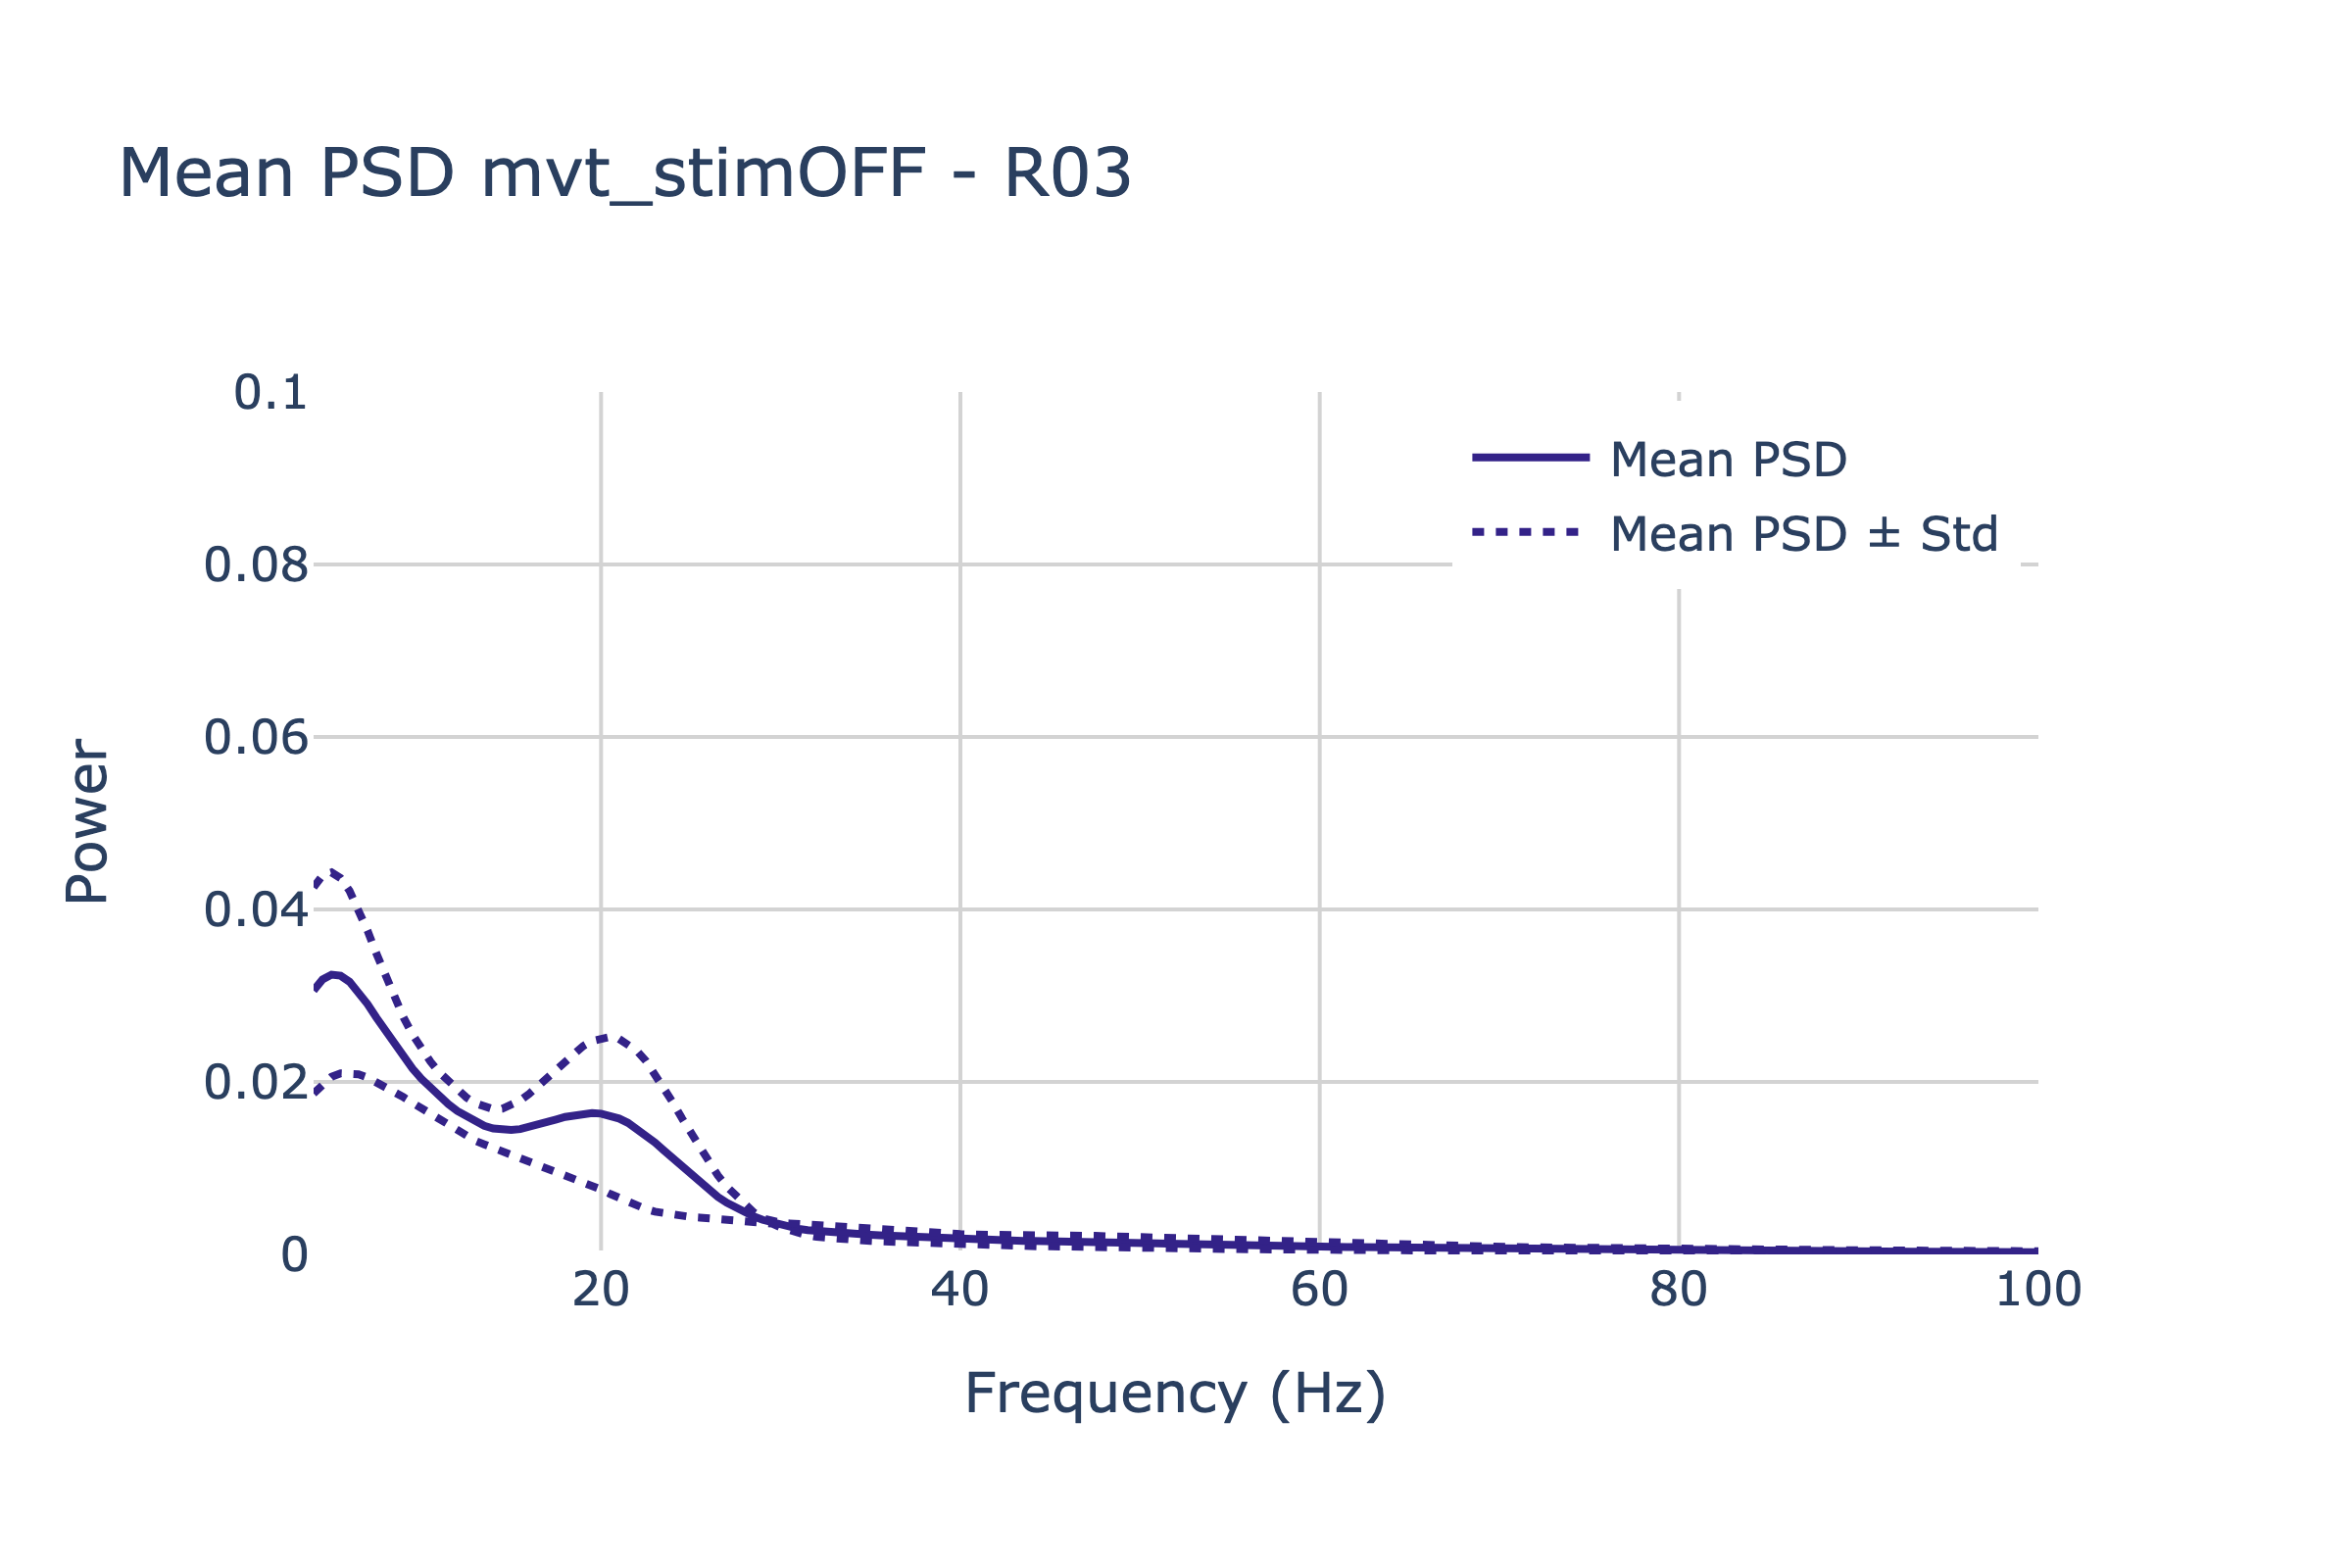 Mean PSD mvt_stimOFF - R03
0.1
Mean PSD
Mean PSD ± Std
0.08
0.06
Power
0.04
0.02
0
20
40
60
80
100
Frequency (Hz)